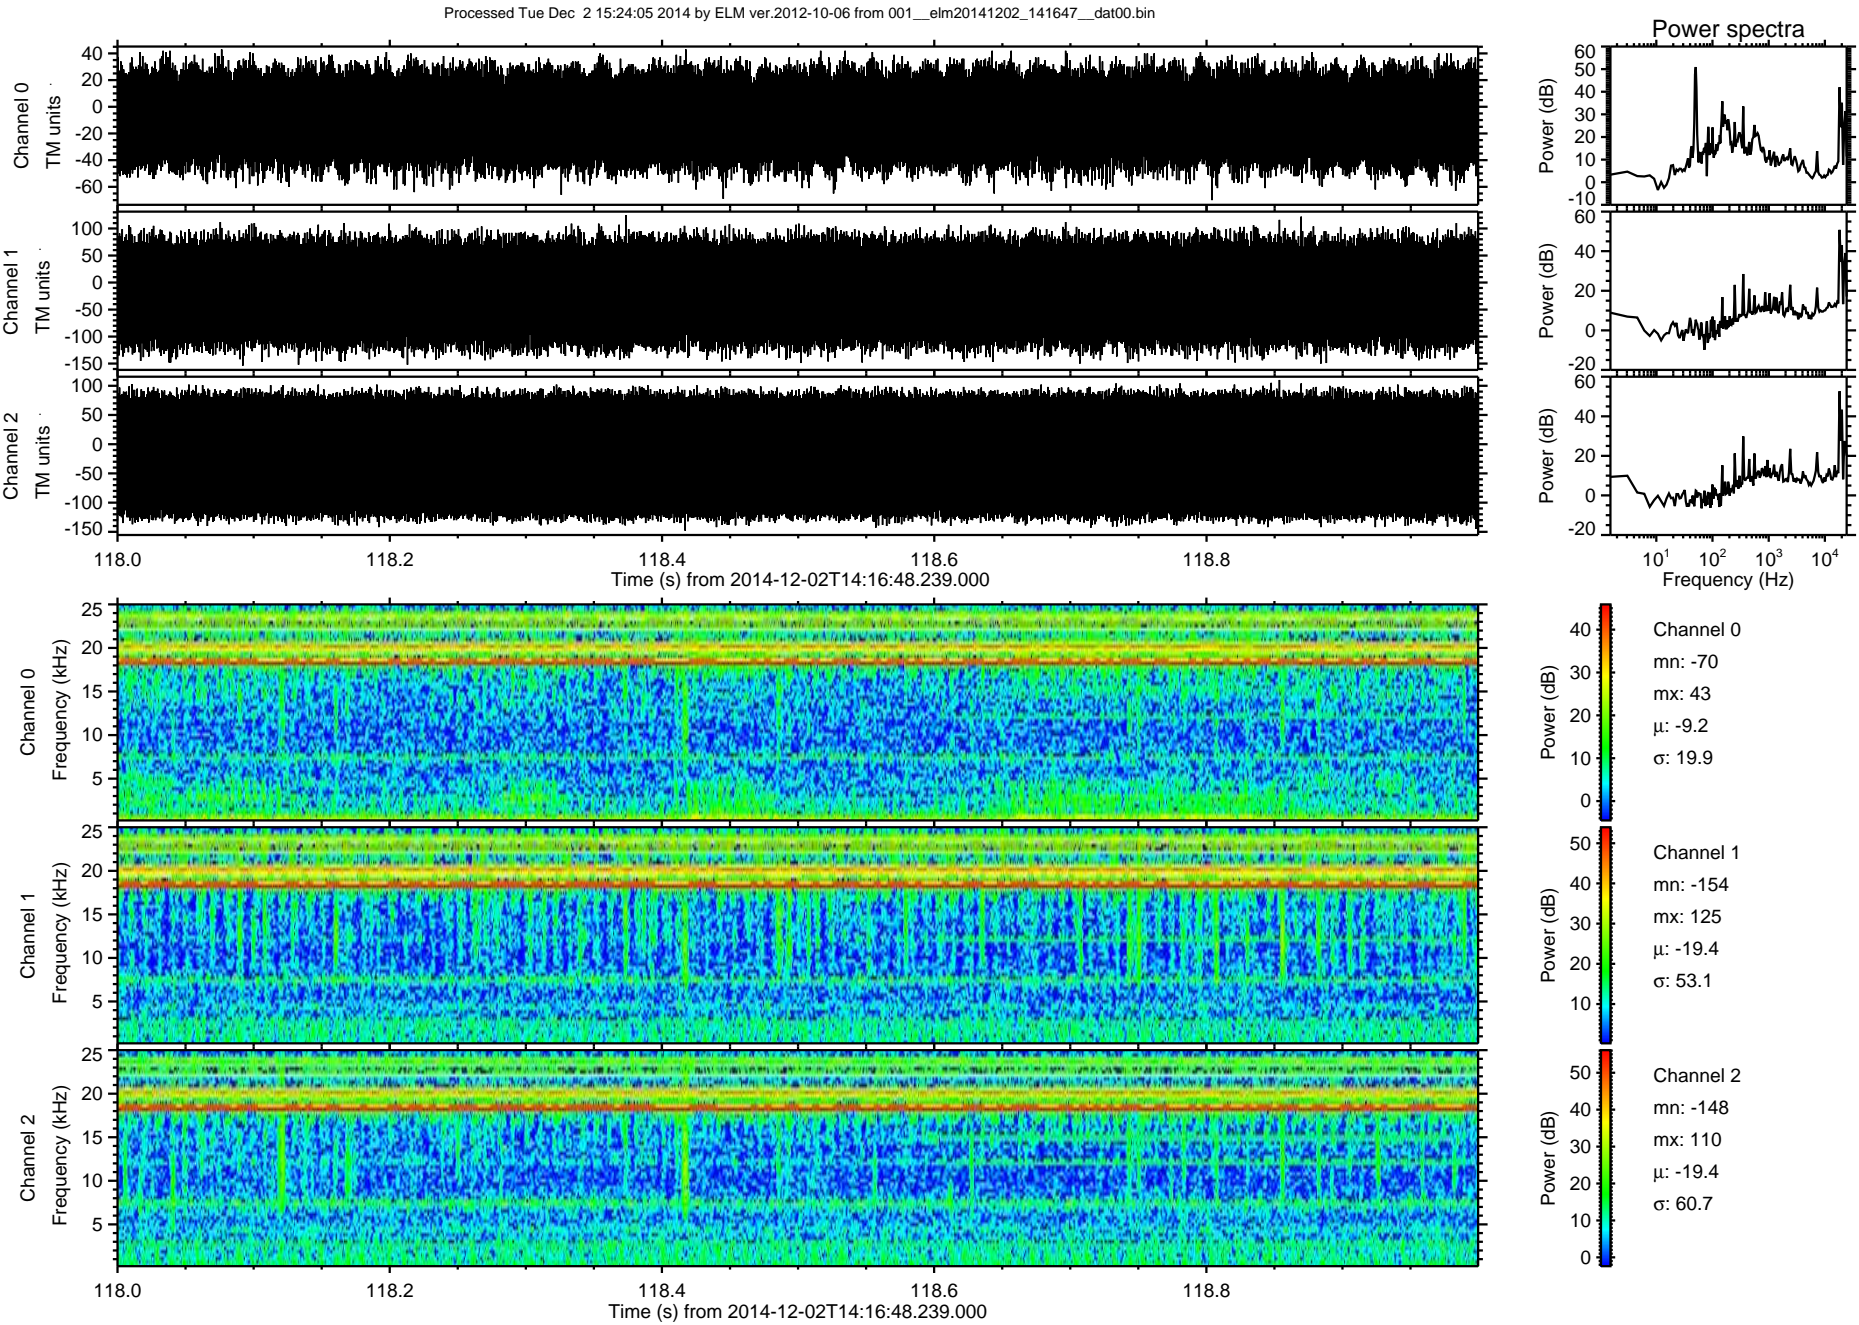 Processed Tue Dec  2 15:24:05 2014 by ELM ver.2012-10-06 from 001__elm20141202_141647__dat00.bin
Power spectra
Channel 0
TM units
40
20
0
-20
-40
-60
Power (dB)
60
50
40
30
20
10
0
-10
Channel 1
TM units
100
50
0
-50
-100
-150
Power (dB)
60
40
20
0
-20
Channel 2
TM units
100
50
0
-50
-100
-150
Power (dB)
60
40
20
0
-20
118.0 118.2 118.4 118.6 118.8
Time (s) from 2014-12-02T14:16:48.239.000
10^1 10^2 10^3 10^4
Frequency (Hz)
Channel 0
Frequency (kHz)
25
20
15
10
5
Power (dB)
40
30
20
10
0
Channel 0
mn: -70
mx: 43
µ: -9.2
σ: 19.9
Channel 1
Frequency (kHz)
25
20
15
10
5
Power (dB)
50
40
30
20
10
Channel 1
mn: -154
mx: 125
µ: -19.4
σ: 53.1
Channel 2
Frequency (kHz)
25
20
15
10
5
Power (dB)
50
40
30
20
10
0
Channel 2
mn: -148
mx: 110
µ: -19.4
σ: 60.7
118.0 118.2 118.4 118.6 118.8
Time (s) from 2014-12-02T14:16:48.239.000